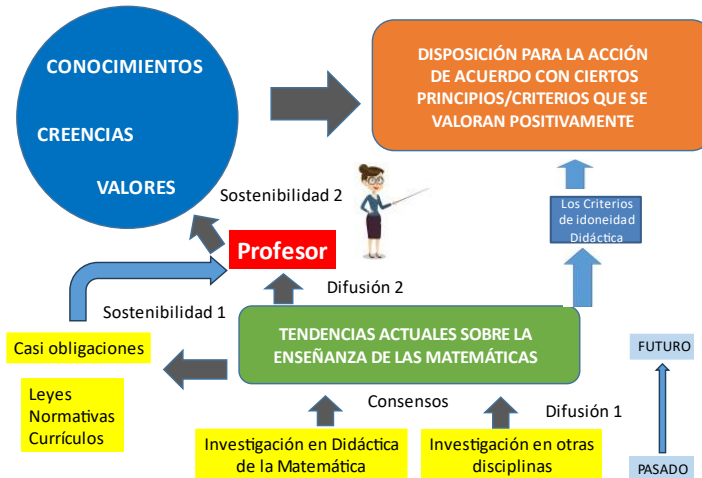 CONOCIMIENTOS
CREENCIAS
VALORES
DISPOSICIÓN PARA LA ACCIÓN
DE ACUERDO CON CIERTOS
PRINCIPIOS/CRITERIOS QUE SE
VALORAN POSITIVAMENTE
Sostenibilidad 2
Los Criterios
de idoneidad
Didáctica
Profesor
Difusión 2
Sostenibilidad 1
Casi obligaciones
TENDENCIAS ACTUALES SOBRE LA
ENSEÑANZA DE LAS MATEMÁTICAS
FUTURO
Leyes
Normativas
Currículos
Consensos
Difusión 1
Investigación en Didáctica
de la Matemática
Investigación en otras
disciplinas
PASADO